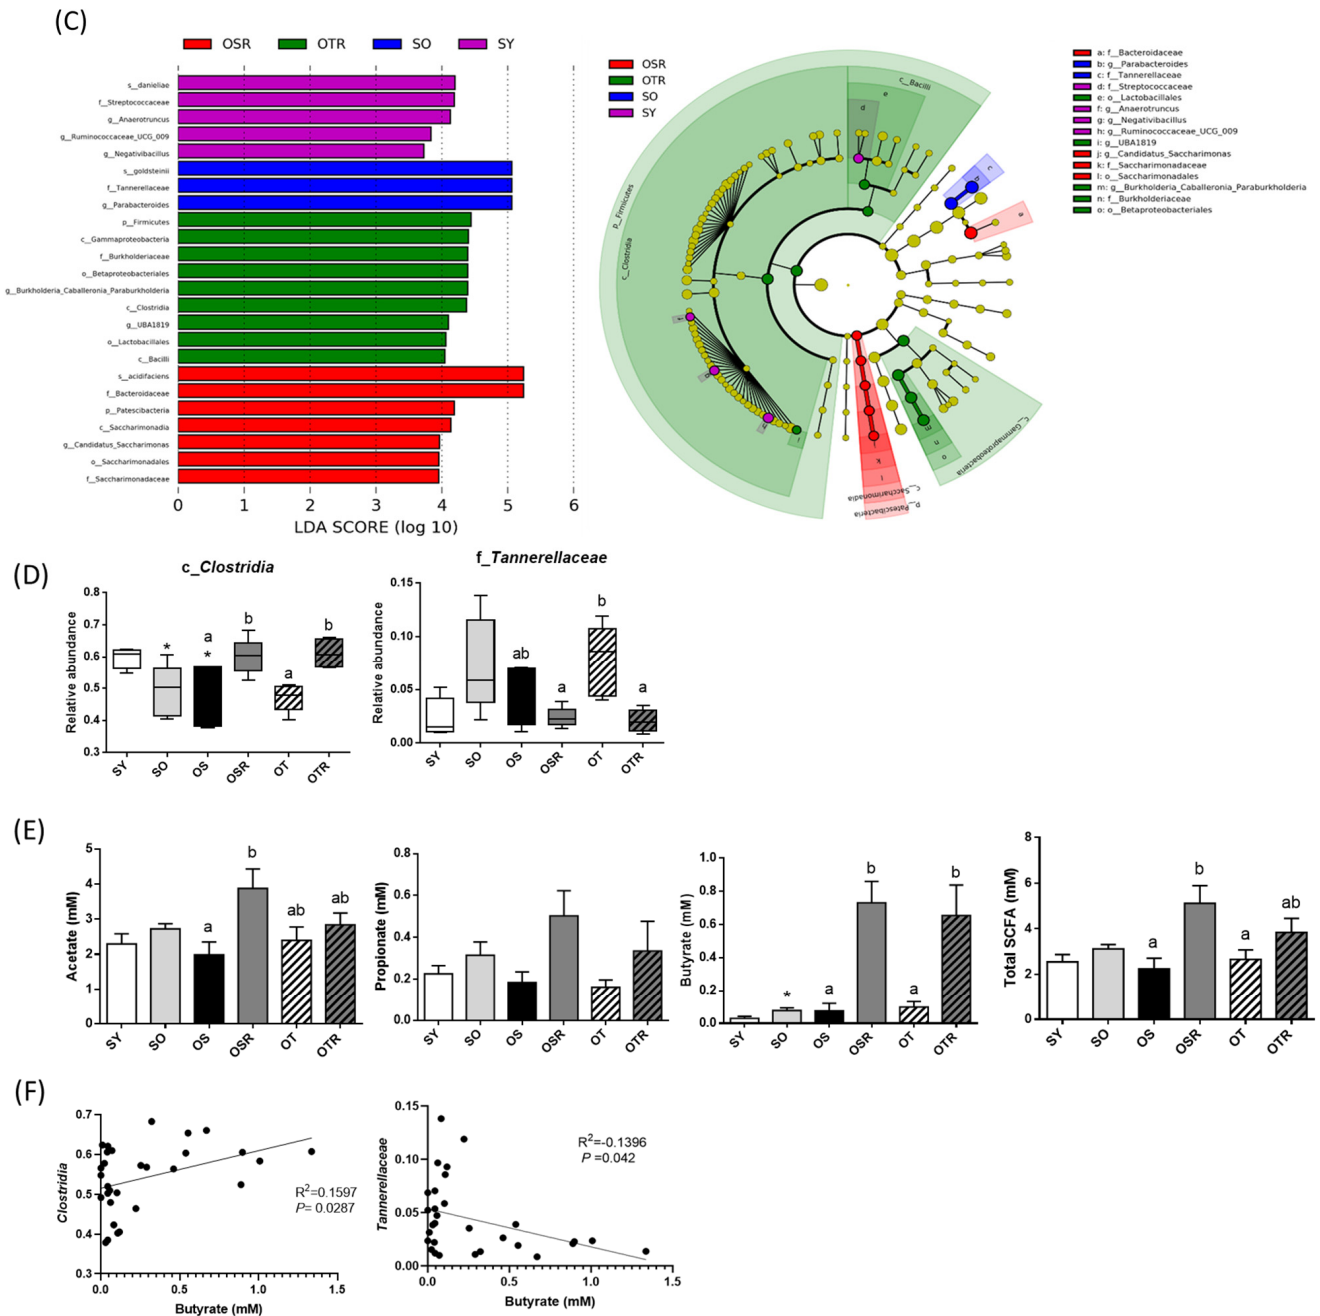 (C)
OSR OTR SO SY
s__danieliae
f__Streptococcaceae
g__Anaerotruncus
g__Ruminococcaceae_UCG_009
g__Negativibacillus
s__goldsteinii
f__Tannerellaceae
g__Parabacteroides
p__Firmicutes
c__Gammaproteobacteria
f__Burkholderiaceae
o__Betaproteobacteriales
g__Burkholderia_Caballeronia_Paraburkholderia
c__Clostridia
g__UBA1819
o__Lactobacillales
c__Bacilli
s__acidifaciens
f__Bacteroidaceae
p__Patescibacteria
c__Saccharimonadia
g__Candidatus_Saccharimonas
o__Saccharimonadales
f__Saccharimonadaceae
0 1 2 3 4 5 6
LDA SCORE (log 10)
OSR
OTR
SO
SY
c__Bacilli
e
d
c
b
a
p__Firmicutes
c__Clostridia
f
g
h
i
m
n
o
c__Gammaproteobacteria
j
k
l
c__Saccharimonadia
p__Patescibacteria
a: f__Bacteroidaceae
b: g__Parabacteroides
c: f__Tannerellaceae
d: f__Streptococcaceae
e: o__Lactobacillales
f: g__Anaerotruncus
g: g__Negativibacillus
h: g__Ruminococcaceae_UCG_009
i: g__UBA1819
j: g__Candidatus_Saccharimonas
k: f__Saccharimonadaceae
l: o__Saccharimonadales
m: g__Burkholderia_Caballeronia_Paraburkholderia
n: f__Burkholderiaceae
o: o__Betaproteobacteriales
(D)
c_Clostridia
Relative abundance
0.8
0.7
0.6
0.5
0.4
0.3
* a * b a b
SY SO OS OSR OT OTR
f_Tannerellaceae
Relative abundance
0.15
0.10
0.05
0.00
ab a b a
SY SO OS OSR OT OTR
(E)
Acetate (mM)
5
4
3
2
1
0
a b ab ab
SY SO OS OSR OT OTR
Propionate (mM)
0.8
0.6
0.4
0.2
0.0
SY SO OS OSR OT OTR
Butyrate (mM)
1.0
0.8
0.6
0.4
0.2
0.0
* a b a b
SY SO OS OSR OT OTR
Total SCFA (mM)
8
6
4
2
0
a b a ab
SY SO OS OSR OT OTR
(F)
Clostridia
0.7
0.6
0.5
0.4
0.3
R²=0.1597
P= 0.0287
0.0 0.5 1.0 1.5
Butyrate (mM)
Tannerellaceae
0.15
0.10
0.05
0.00
R²=-0.1396
P =0.042
0.0 0.5 1.0 1.5
Butyrate (mM)